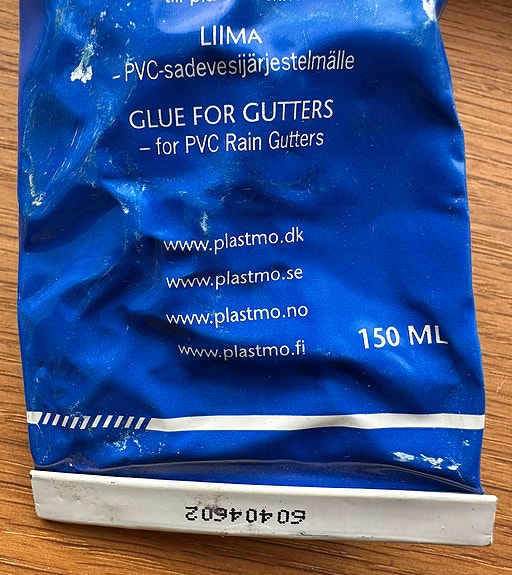 LIIMA
- PVC-sadevesijärjestelmälle
GLUE FOR GUTTERS
– for PVC Rain Gutters
www.plastmo.dk
www.plastmo.se
www.plastmo.no
www.plastmo.fi
150 ML
60404602